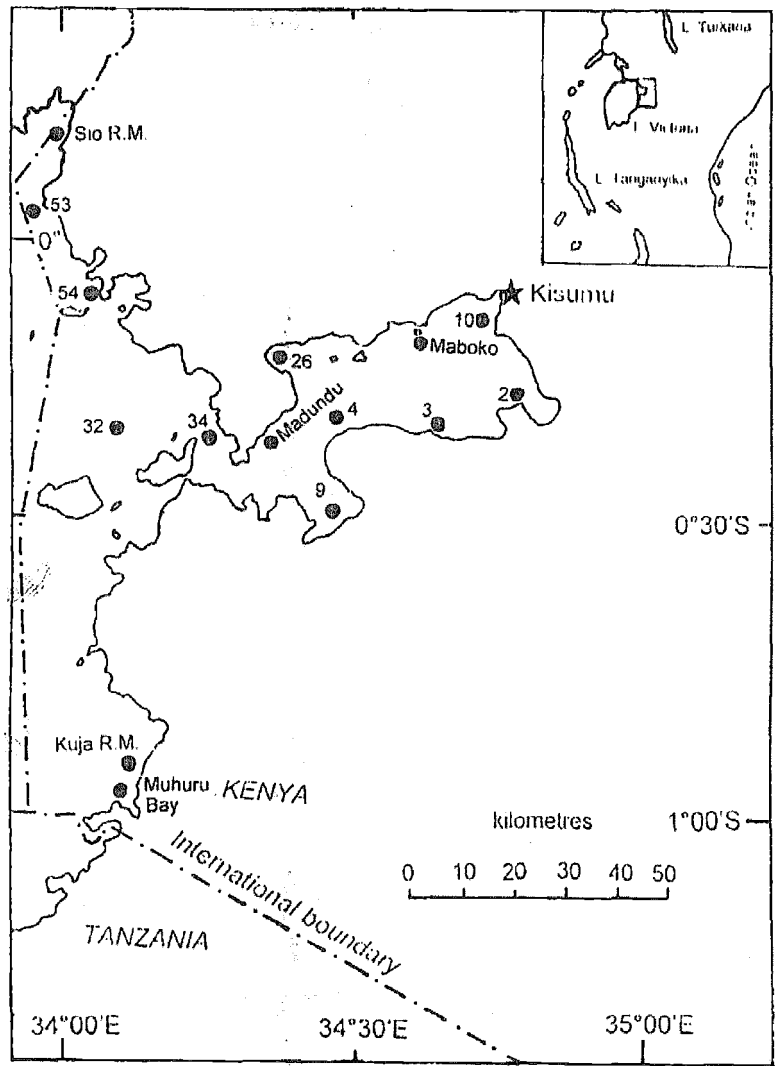 L Turkana
L Victoria
L Tanganyika
Sio R.M.
53
0°
54
Kisumu
10
Maboko
26
2
Madundu
4
3
32
34
9
0°30'S
Kuja R.M.
Muhuru
Bay
KENYA
kilometres
1°00'S
0 10 20 30 40 50
International boundary
TANZANIA
34°00'E
34°30'E
35°00'E